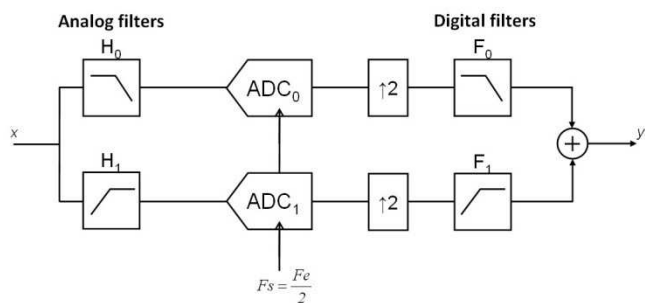 Analog filters
Digital filters
H0
F0
ADC0
↑2
x
+
y
H1
F1
ADC1
↑2
Fs = Fe/2